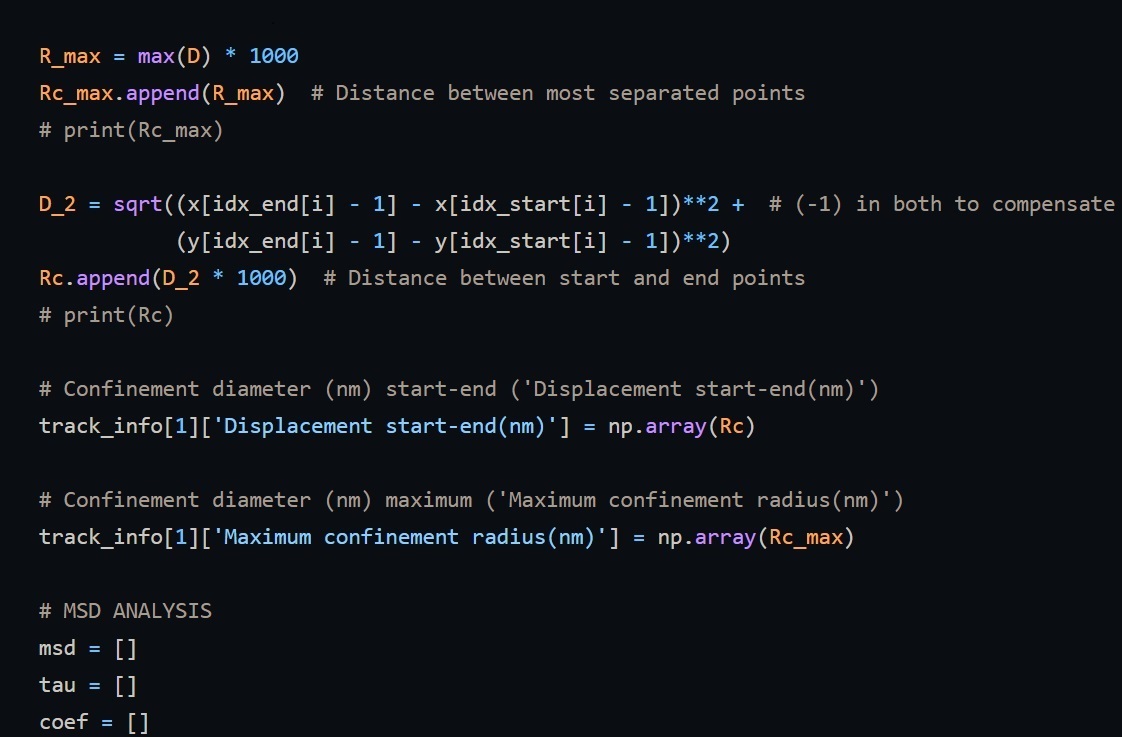 R_max = max(D) * 1000
Rc_max.append(R_max)  # Distance between most separated points
# print(Rc_max)
D_2 = sqrt((x[idx_end[i] - 1] - x[idx_start[i] - 1])**2 +  # (-1) in both to compensate
(y[idx_end[i] - 1] - y[idx_start[i] - 1])**2)
Rc.append(D_2 * 1000)  # Distance between start and end points
# print(Rc)
# Confinement diameter (nm) start-end ('Displacement start-end(nm)')
track_info[1]['Displacement start-end(nm)'] = np.array(Rc)
# Confinement diameter (nm) maximum ('Maximum confinement radius(nm)')
track_info[1]['Maximum confinement radius(nm)'] = np.array(Rc_max)
# MSD ANALYSIS
msd = []
tau = []
coef = []